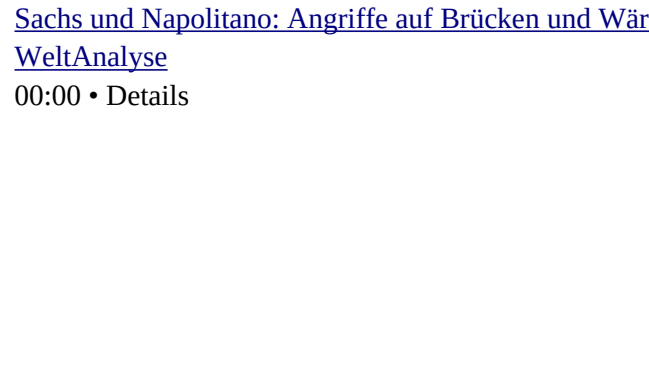 Sachs und Napolitano: Angriffe auf Brücken und Wär
WeltAnalyse
00:00 • Details